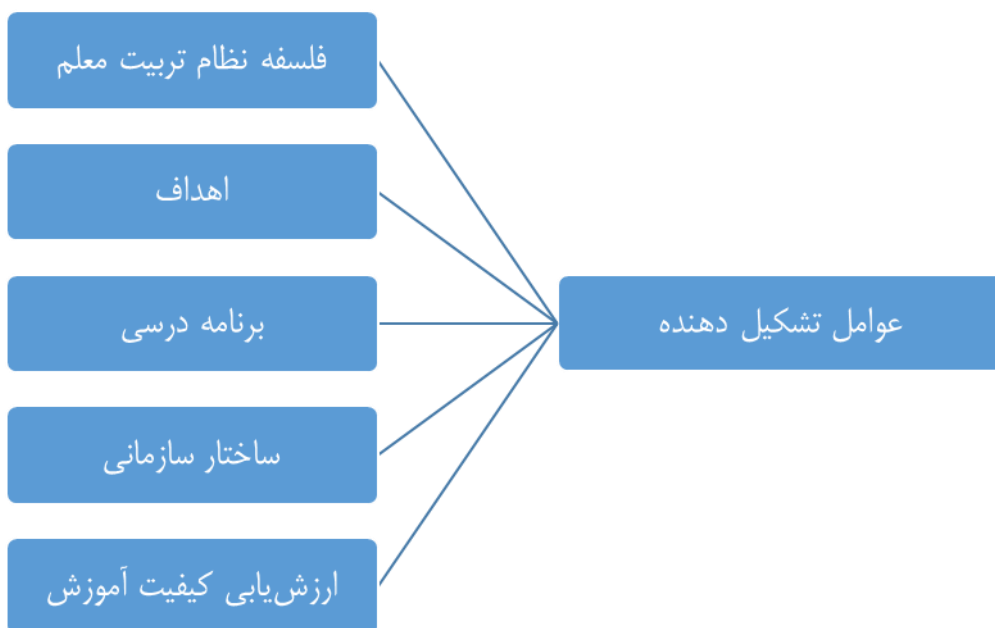 عوامل تشکیل دهنده
فلسفه نظام تربیت معلم
اهداف
برنامه درسی
ساختار سازمانی
ارزش‌یابی کیفیت آموزش